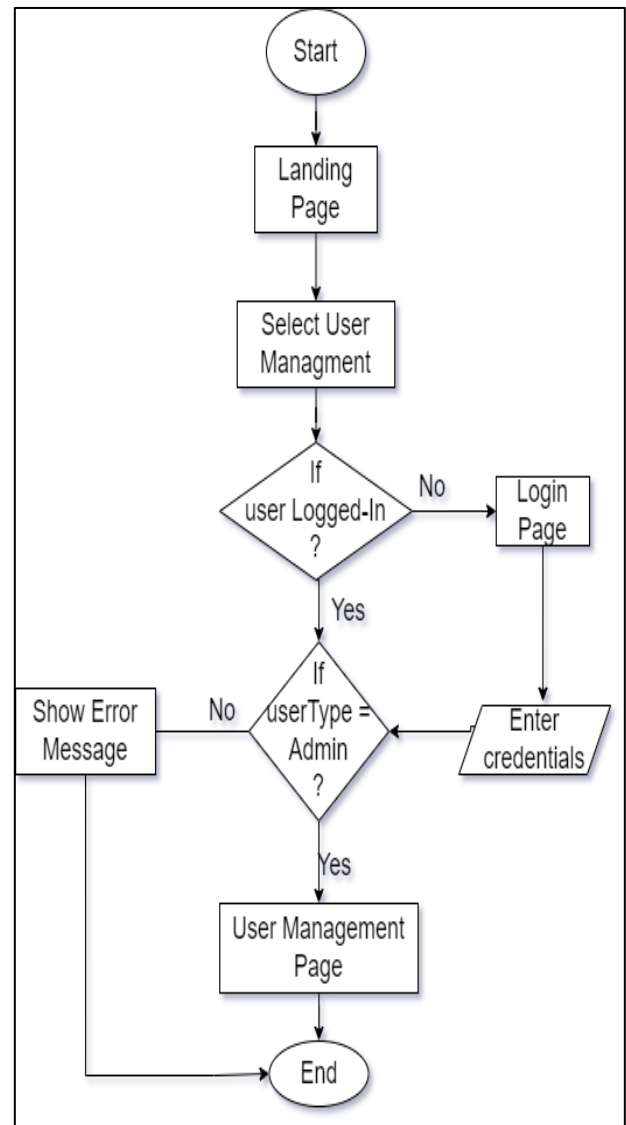 Start
Landing
Page
Select User
Managment
If
user Logged-In
?
No
Login
Page
Yes
Enter
credentials
If
userType =
Admin
?
No
Show Error
Message
Yes
User Management
Page
End